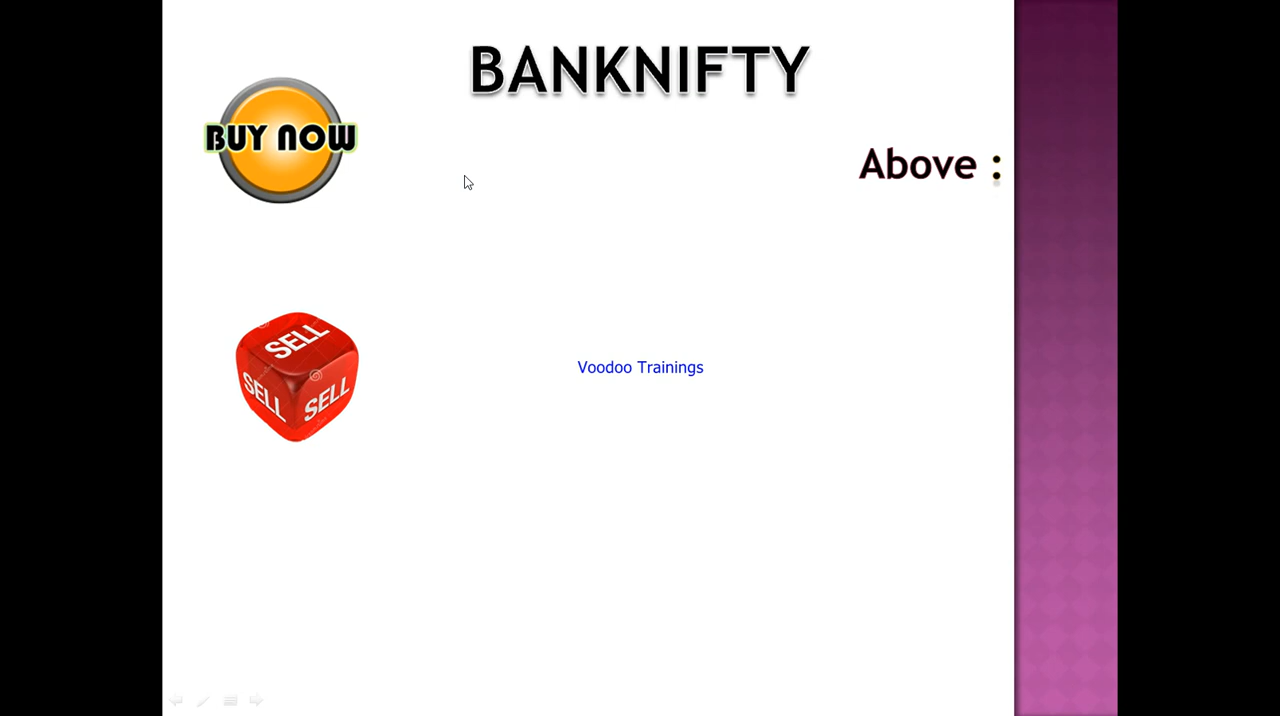 BANKNIFTY
BUY NOW
Above :
SELL
SELL
SELL
Voodoo Trainings